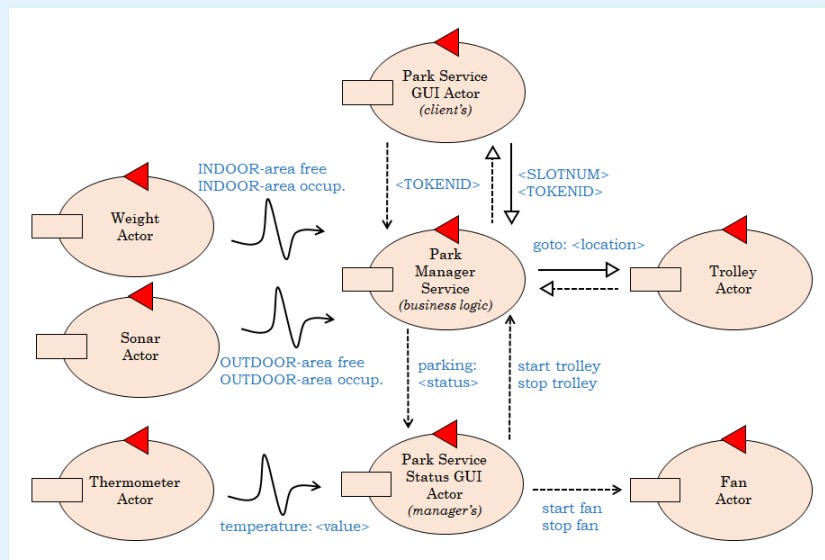 Park Service
GUI Actor
(client's)
INDOOR-area free
INDOOR-area occup.
<TOKENID>
<SLOTNUM>
<TOKENID>
Weight
Actor
Park
Manager
Service
(business logic)
goto: <location>
Trolley
Actor
Sonar
Actor
OUTDOOR-area free
OUTDOOR-area occup.
parking:
<status>
start trolley
stop trolley
Thermometer
Actor
temperature: <value>
Park Service
Status GUI
Actor
(manager's)
start fan
stop fan
Fan
Actor